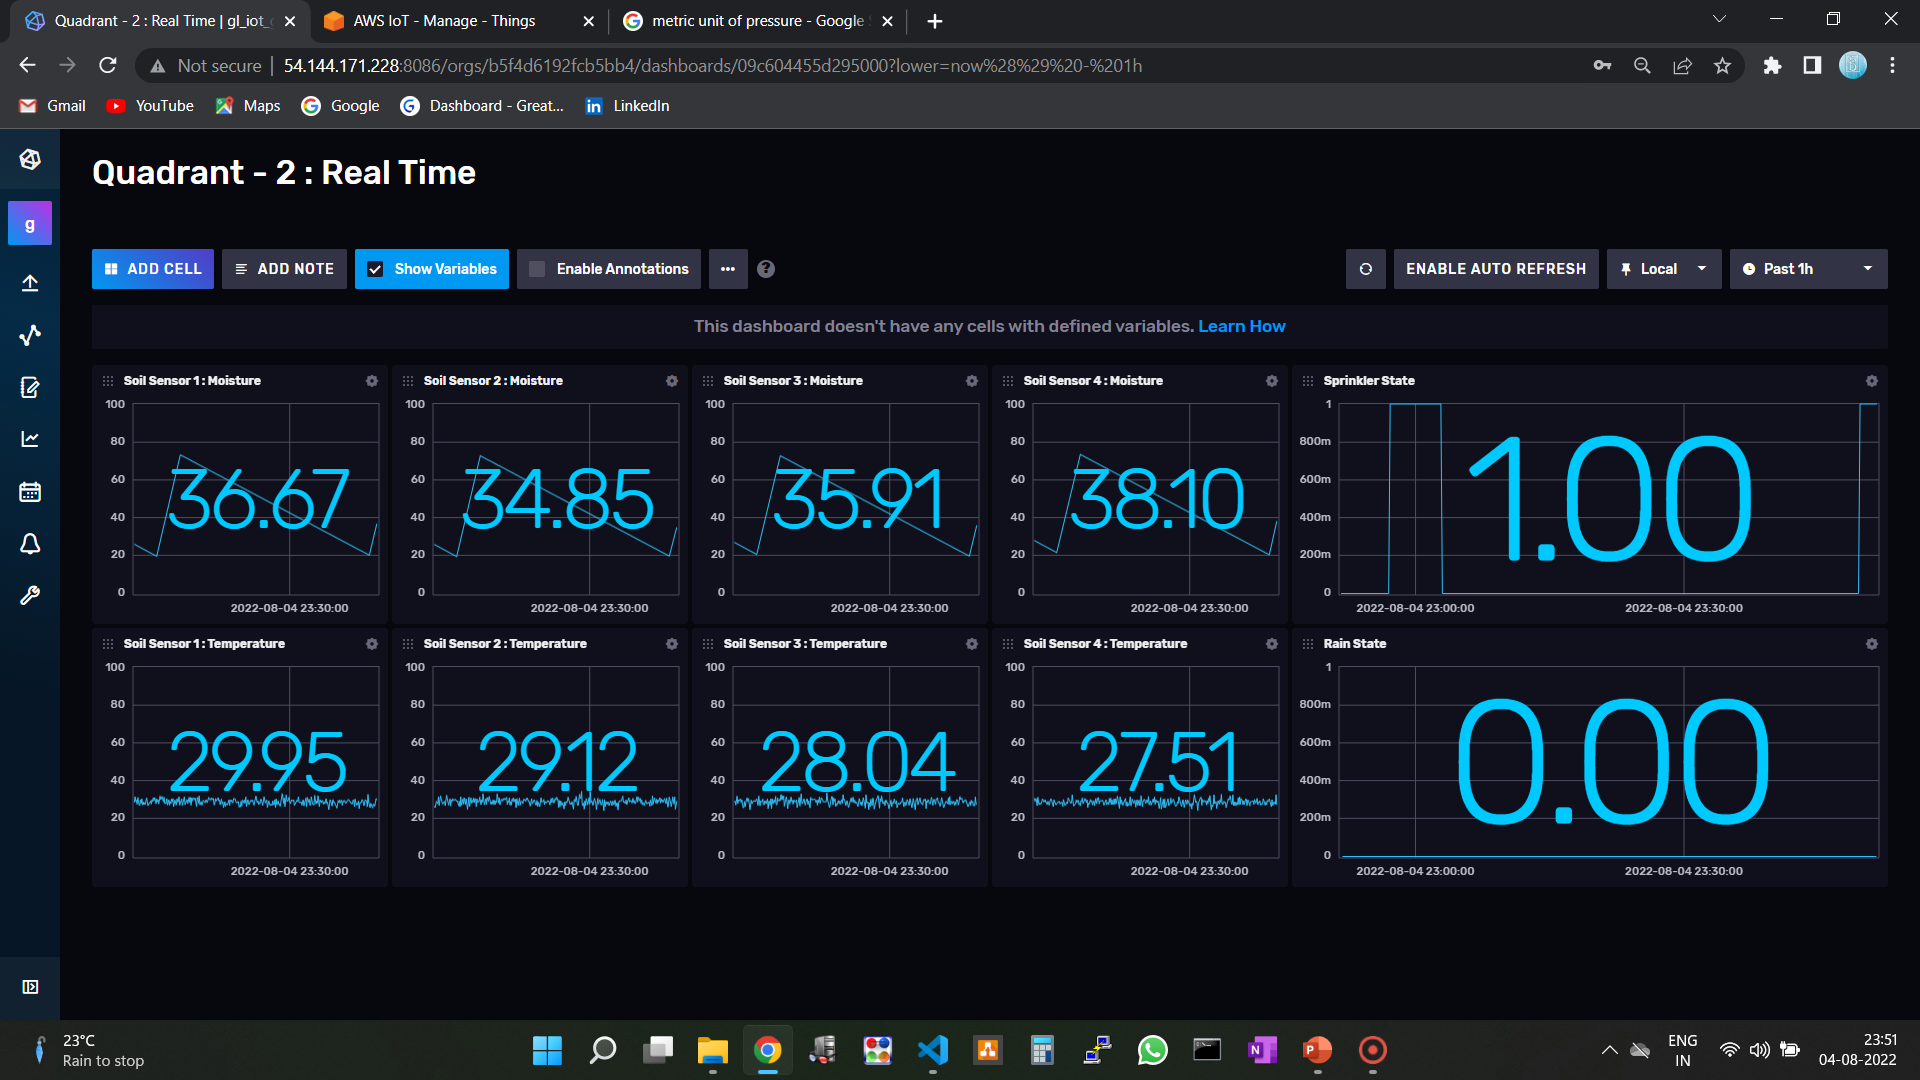 Quadrant - 2 : Real Time | gl_iot_
AWS IoT - Manage - Things
metric unit of pressure - Google
Not secure
54.144.171.228:8086/orgs/b5f4d6192fcb5bb4/dashboards/09c604455d295000?lower=now%28%29%20-%201h
Gmail
YouTube
Maps
Google
Dashboard - Great...
LinkedIn
g
Quadrant - 2 : Real Time
ADD CELL
ADD NOTE
Show Variables
Enable Annotations
ENABLE AUTO REFRESH
Local
Past 1h
This dashboard doesn't have any cells with defined variables. Learn How
Soil Sensor 1 : Moisture
100
80
60
40
20
0
36.67
2022-08-04 23:30:00
Soil Sensor 2 : Moisture
100
80
60
40
20
0
34.85
2022-08-04 23:30:00
Soil Sensor 3 : Moisture
100
80
60
40
20
0
35.91
2022-08-04 23:30:00
Soil Sensor 4 : Moisture
100
80
60
40
20
0
38.10
2022-08-04 23:30:00
Sprinkler State
1
800m
600m
400m
200m
0
1.00
2022-08-04 23:00:00
2022-08-04 23:30:00
Soil Sensor 1 : Temperature
100
80
60
40
20
0
29.95
2022-08-04 23:30:00
Soil Sensor 2 : Temperature
100
80
60
40
20
0
29.12
2022-08-04 23:30:00
Soil Sensor 3 : Temperature
100
80
60
40
20
0
28.04
2022-08-04 23:30:00
Soil Sensor 4 : Temperature
100
80
60
40
20
0
27.51
2022-08-04 23:30:00
Rain State
1
800m
600m
400m
200m
0
0.00
2022-08-04 23:00:00
2022-08-04 23:30:00
23°C
Rain to stop
ENG
IN
23:51
04-08-2022